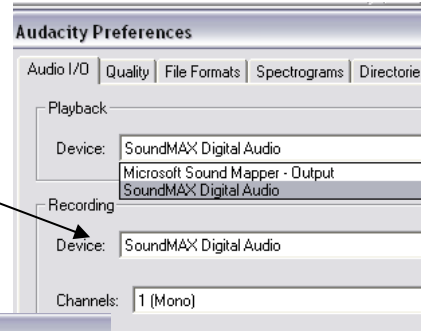 Audacity Preferences
Audio I/O Quality File Formats Spectrograms Directorie
Playback
Device: SoundMAX Digital Audio
Microsoft Sound Mapper - Output
SoundMAX Digital Audio
Recording
Device: SoundMAX Digital Audio
Channels: 1 (Mono)